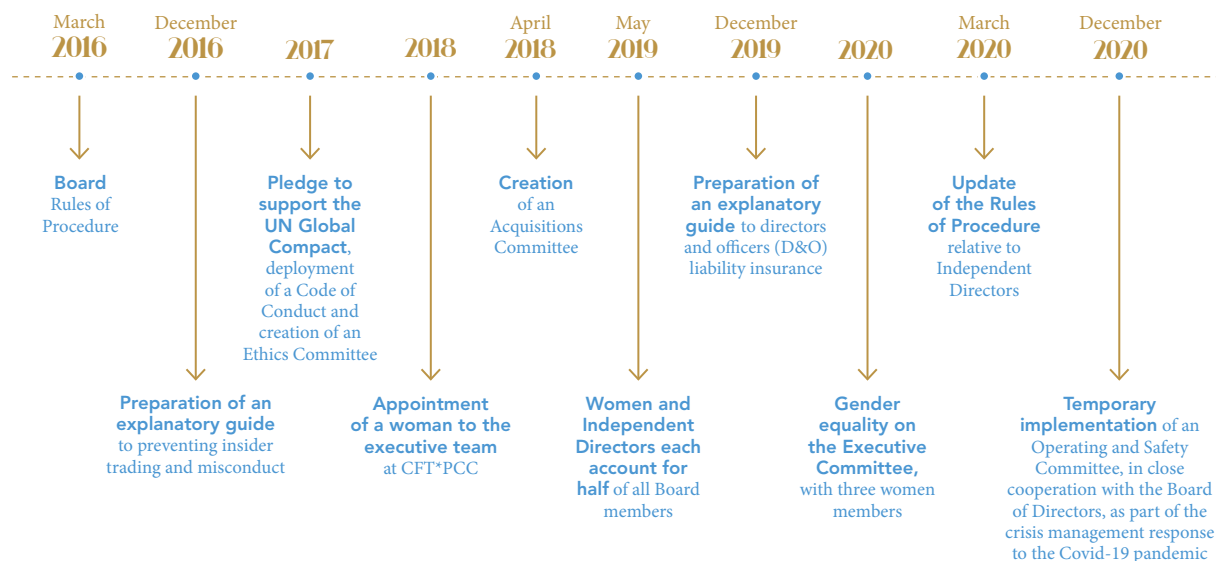 March
2016
December
2016
2017
2018
April
2018
May
2019
December
2019
2020
March
2020
December
2020
Board
Rules of
Procedure
Pledge to
support the
UN Global
Compact,
deployment
of a Code of
Conduct and
creation of an
Ethics Committee
Creation
of an
Acquisitions
Committee
Preparation of
an explanatory
guide to directors
and officers (D&O)
liability insurance
Update
of the Rules
of Procedure
relative to
Independent
Directors
Preparation of an
explanatory guide
to preventing insider
trading and misconduct
Appointment
of a woman to the
executive team
at CFT*PCC
Women and
Independent
Directors each
account for
half of all Board
members
Gender
equality on
the Executive
Committee,
with three women
members
Temporary
implementation of an
Operating and Safety
Committee, in close
cooperation with the Board
of Directors, as part of the
crisis management response
to the Covid-19 pandemic